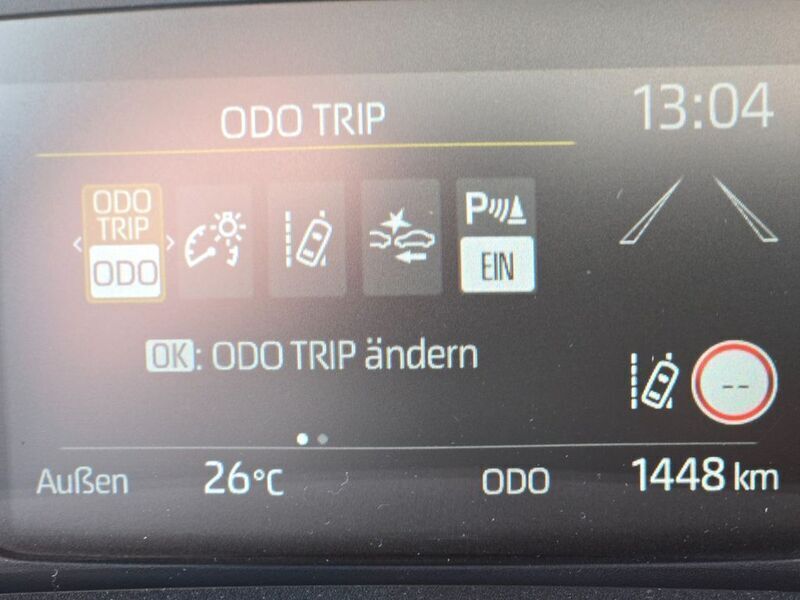 ODO TRIP
13:04
ODO
TRIP
ODO
P
EIN
OK: ODO TRIP ändern
--
Außen 26°C ODO 1448 km